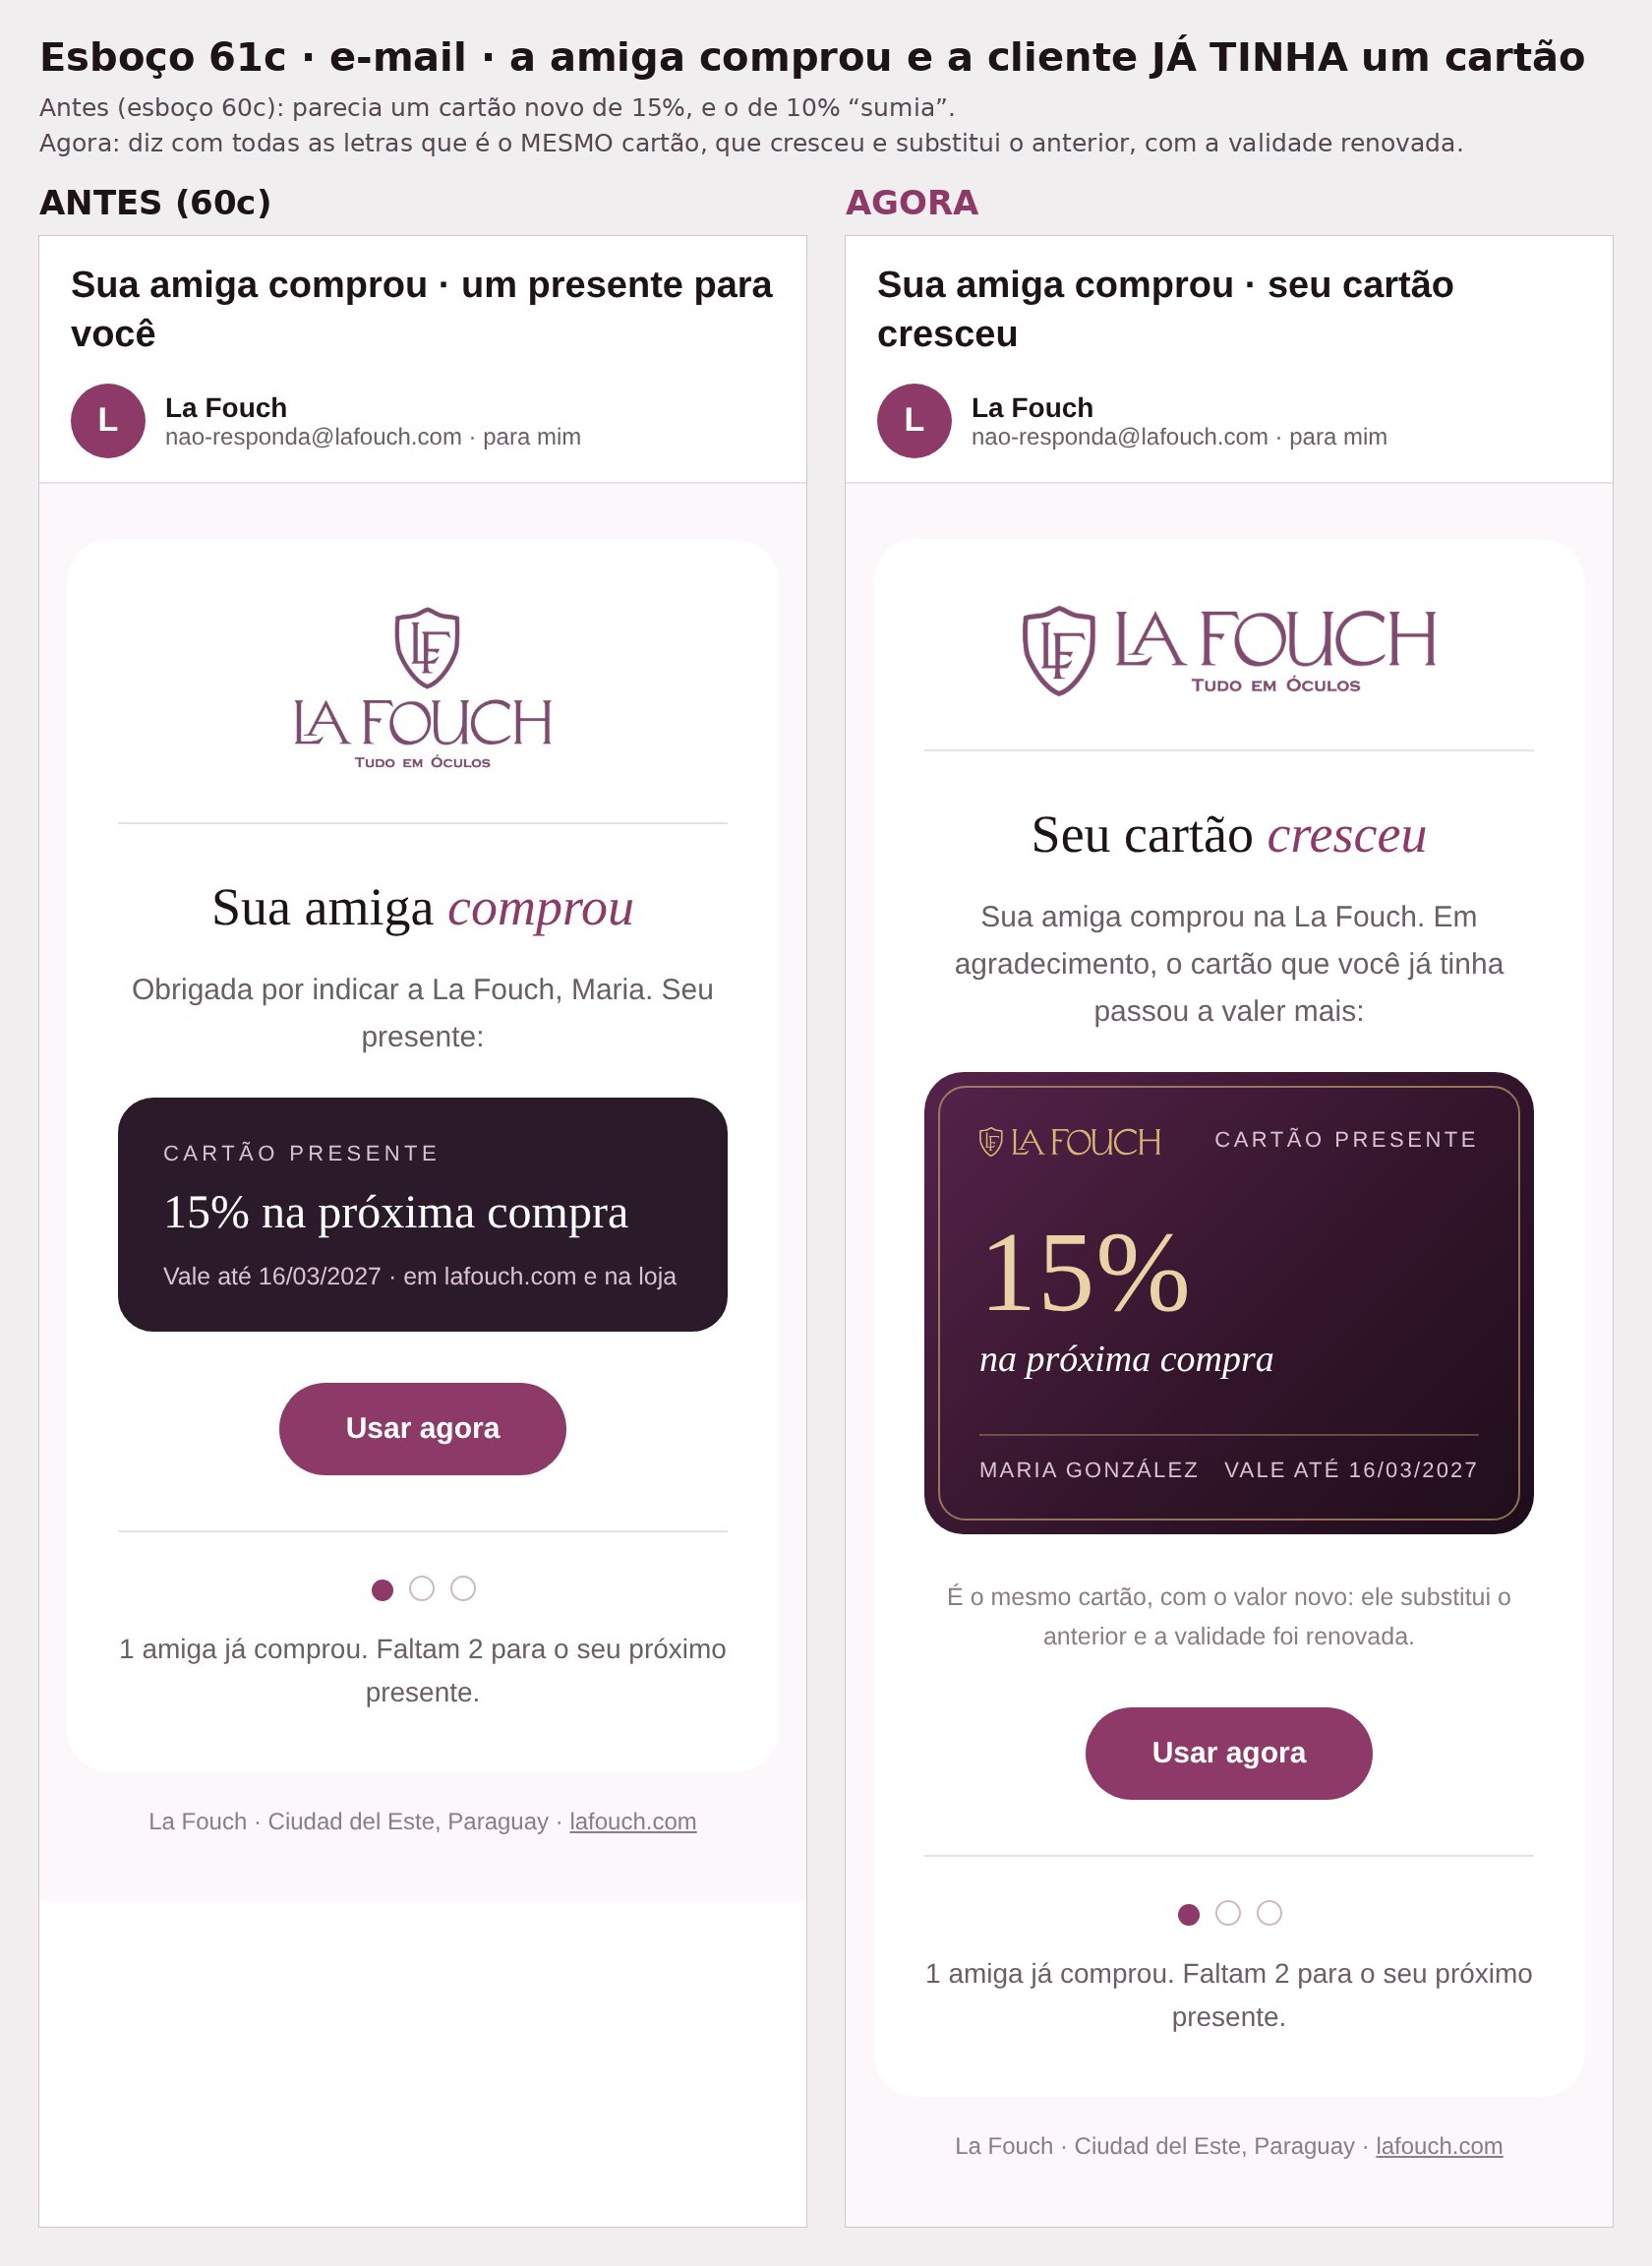 Esboço 61c · e-mail · a amiga comprou e a cliente JÁ TINHA um cartão
Antes (esboço 60c): parecia um cartão novo de 15%, e o de 10% “sumia”.
Agora: diz com todas as letras que é o MESMO cartão, que cresceu e substitui o anterior, com a validade renovada.
ANTES (60c)
Sua amiga comprou · um presente para
você
L
La Fouch
nao-responda@lafouch.com · para mim
LF
LA FOUCH
Tudo em Óculos
Sua amiga comprou
Obrigada por indicar a La Fouch, Maria. Seu
presente:
CARTÃO PRESENTE
15% na próxima compra
Vale até 16/03/2027 · em lafouch.com e na loja
Usar agora
1 amiga já comprou. Faltam 2 para o seu próximo
presente.
La Fouch · Ciudad del Este, Paraguay · lafouch.com
AGORA
Sua amiga comprou · seu cartão
cresceu
L
La Fouch
nao-responda@lafouch.com · para mim
LF LA FOUCH
Tudo em Óculos
Seu cartão cresceu
Sua amiga comprou na La Fouch. Em
agradecimento, o cartão que você já tinha
passou a valer mais:
LF LA FOUCH CARTÃO PRESENTE
15%
na próxima compra
MARIA GONZÁLEZ VALE ATÉ 16/03/2027
É o mesmo cartão, com o valor novo: ele substitui o
anterior e a validade foi renovada.
Usar agora
1 amiga já comprou. Faltam 2 para o seu próximo
presente.
La Fouch · Ciudad del Este, Paraguay · lafouch.com